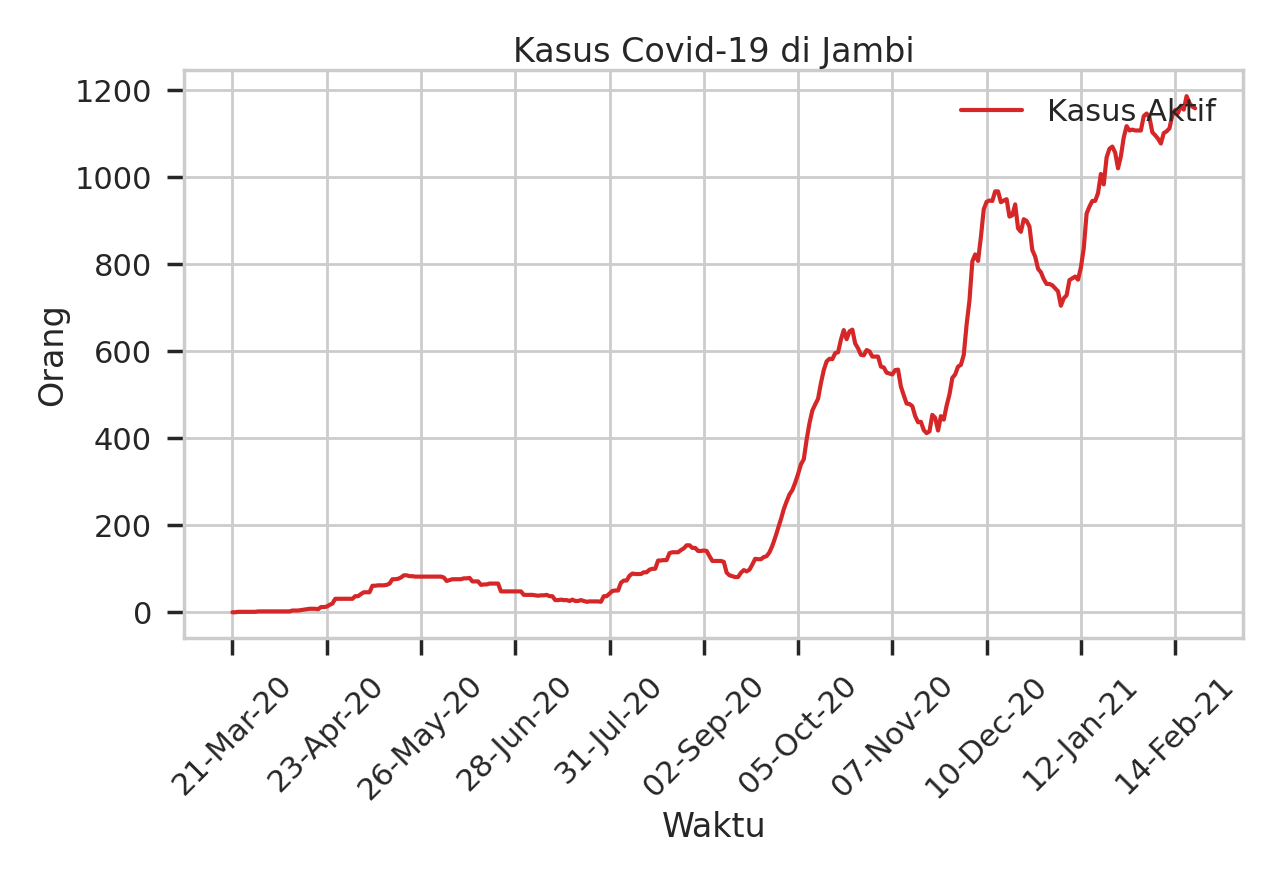 Kasus Covid-19 di Jambi
Kasus Aktif
1200
1000
800
600
400
200
0
Orang
21-Mar-20
23-Apr-20
26-May-20
28-Jun-20
31-Jul-20
02-Sep-20
05-Oct-20
07-Nov-20
10-Dec-20
12-Jan-21
14-Feb-21
Waktu